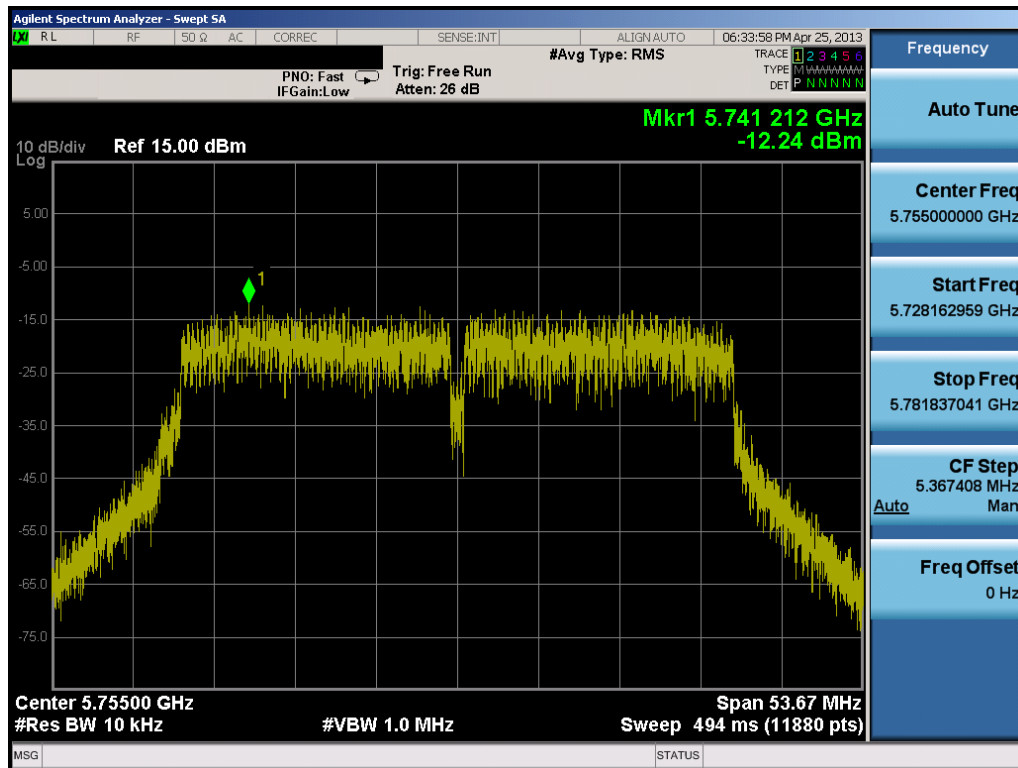 Agilent Spectrum Analyzer - Swept SA
LXI RL RF 50 Ω AC CORREC SENSE:INT ALIGN AUTO 06:33:58 PM Apr 25, 2013
#Avg Type: RMS
TRACE 1 2 3 4 5 6
TYPE M
DET P N N N N N
PNO: Fast
IFGain:Low
Trig: Free Run
Atten: 26 dB
Mkr1 5.741 212 GHz
-12.24 dBm
10 dB/div
Log
Ref 15.00 dBm
5.00
-5.00
-15.0
-25.0
-35.0
-45.0
-55.0
-65.0
-75.0
1
Center 5.75500 GHz
Span 53.67 MHz
#Res BW 10 kHz
#VBW 1.0 MHz
Sweep 494 ms (11880 pts)
MSG
STATUS
Frequency
Auto Tune
Center Freq
5.755000000 GHz
Start Freq
5.728162959 GHz
Stop Freq
5.781837041 GHz
CF Step
5.367408 MHz
Auto Man
Freq Offset
0 Hz